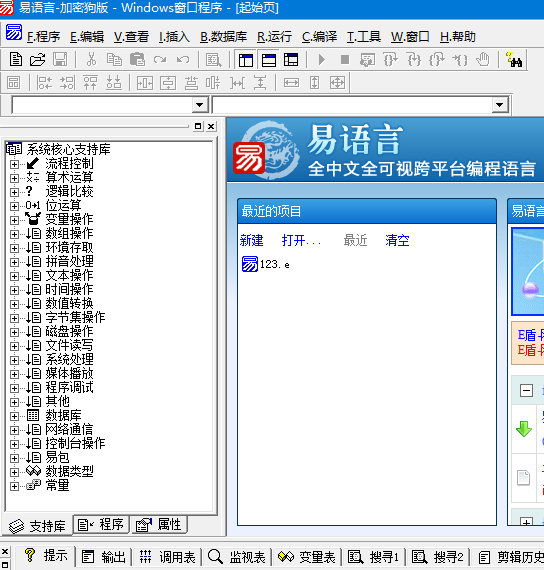 易语言-加密狗版 - Windows窗口程序 - [起始页]
F.程序 E.编辑 V.查看 I.插入 B.数据库 R.运行 C.编译 T.工具 W.窗口 H.帮助
系统核心支持库
流程控制
算术运算
逻辑比较
位运算
变量操作
数组操作
环境存取
拼音处理
文本操作
时间操作
数值转换
字节集操作
磁盘操作
文件读写
系统处理
媒体播放
程序调试
其他
数据库
网络通信
控制台操作
易包
数据类型
常量
支持库 程序 属性
易 易语言
全中文全可视跨平台编程语言
最近的项目
新建 打开... 最近 清空
123.e
易语言
E盾
E盾
提示 输出 调用表 监视表 变量表 搜寻1 搜寻2 剪辑历史